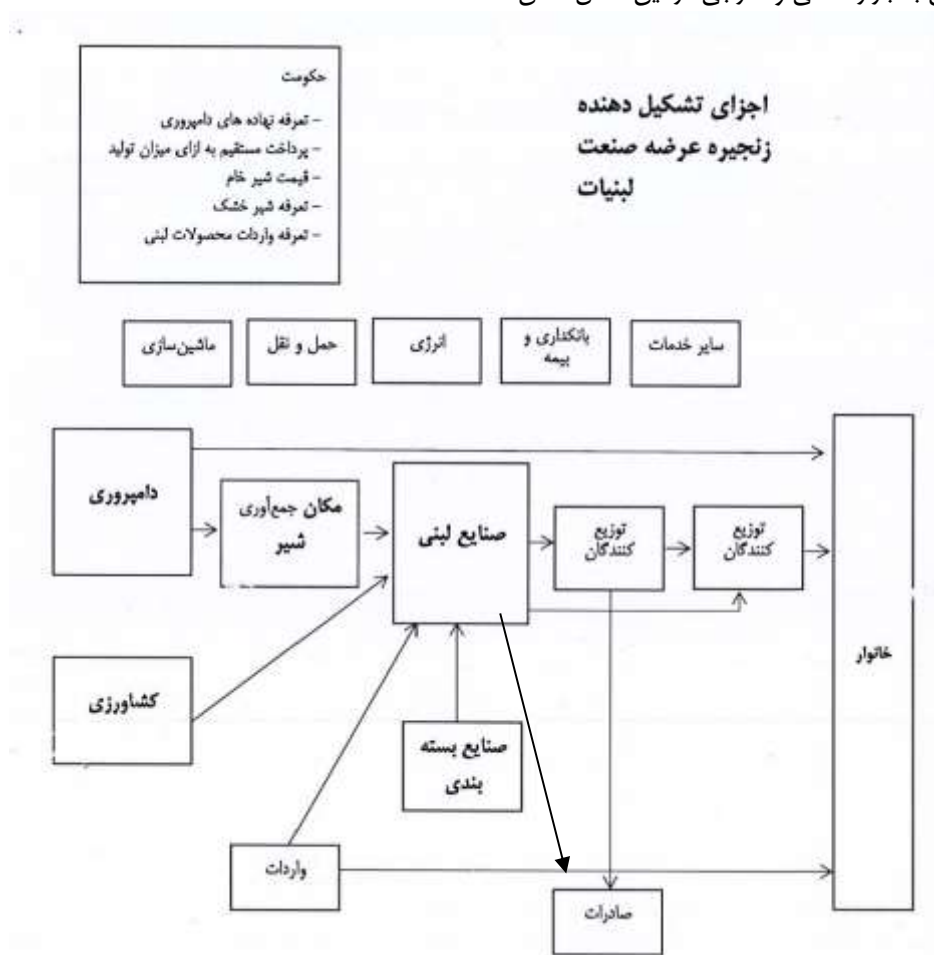 اجزای تشکیل دهنده
زنجیره عرضه صنعت
لبنیات
حکومت
- تعرفه نهاده های دامپروری
- پرداخت مستقیم به ازای میزان تولید
- قیمت شیر خام
- تعرفه شیر خشک
- تعرفه واردات محصولات لبنی
سایر خدمات
بانکداری و
بیمه
انرژی
حمل و نقل
ماشین‌سازی
دامپروری
مکان جمع‌آوری
شیر
صنایع لبنی
توزیع
کنندگان
توزیع
کنندگان
خانوار
کشاورزی
صنایع بسته
بندی
واردات
صادرات